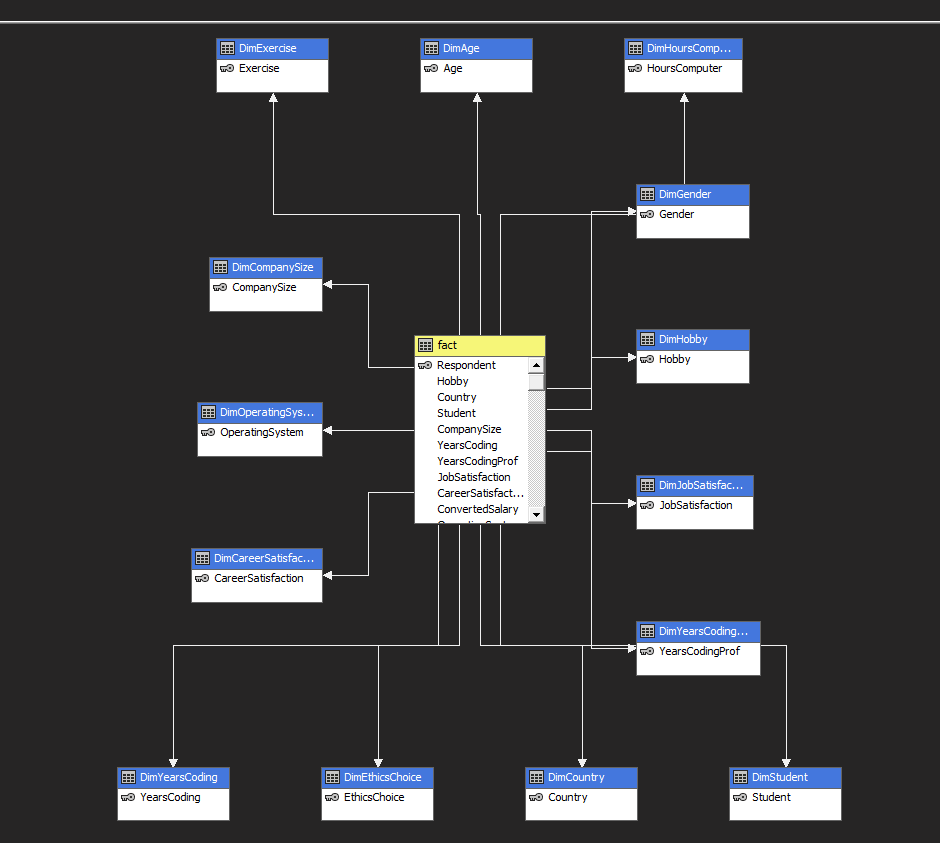 DimExercise
Exercise
DimAge
Age
DimHoursComp...
HoursComputer
DimGender
Gender
DimCompanySize
CompanySize
DimHobby
Hobby
fact
Respondent
Hobby
Country
Student
CompanySize
YearsCoding
YearsCodingProf
JobSatisfaction
CareerSatisfact...
ConvertedSalary
DimOperatingSys...
OperatingSystem
DimJobSatisfac...
JobSatisfaction
DimCareerSatisfac...
CareerSatisfaction
DimYearsCoding...
YearsCodingProf
DimYearsCoding
YearsCoding
DimEthicsChoice
EthicsChoice
DimCountry
Country
DimStudent
Student